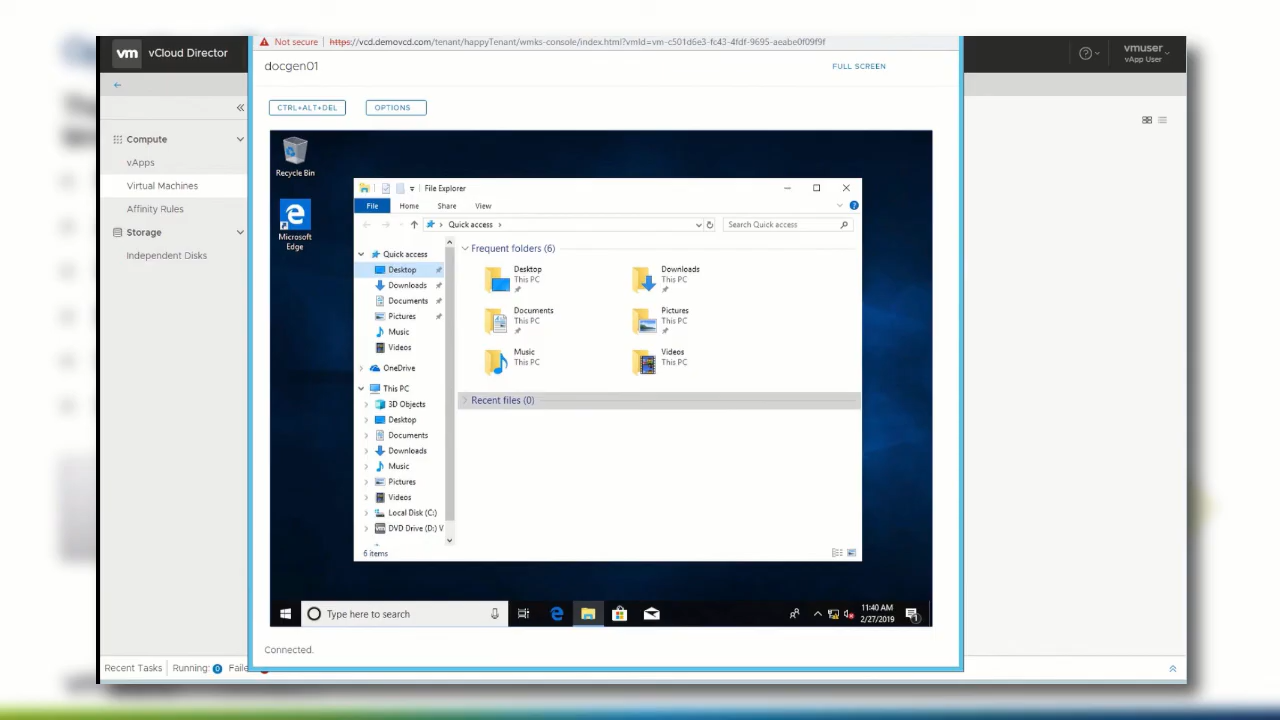 vm vCloud Director
Not secure https://vcd.demovcd.com/tenant/happyTenant/wmks-console/index.html?vmId=vm-c501d6e3-fc43-4fdf-9695-aeabe0f09f9f
vmuser
vApp User
docgen01
FULL SCREEN
CTRL+ALT+DEL
OPTIONS
Compute
vApps
Virtual Machines
Affinity Rules
Storage
Independent Disks
Recycle Bin
Microsoft
Edge
File Explorer
File Home Share View
Quick access
Search Quick access
Quick access
Desktop
Downloads
Documents
Pictures
Music
Videos
OneDrive
This PC
3D Objects
Desktop
Documents
Downloads
Music
Pictures
Videos
Local Disk (C:)
DVD Drive (D:) V
Frequent folders (6)
Desktop
This PC
Downloads
This PC
Documents
This PC
Pictures
This PC
Music
This PC
Videos
This PC
Recent files (0)
6 items
Type here to search
11:40 AM
2/27/2019
1
Connected.
Recent Tasks Running: 0 Faile